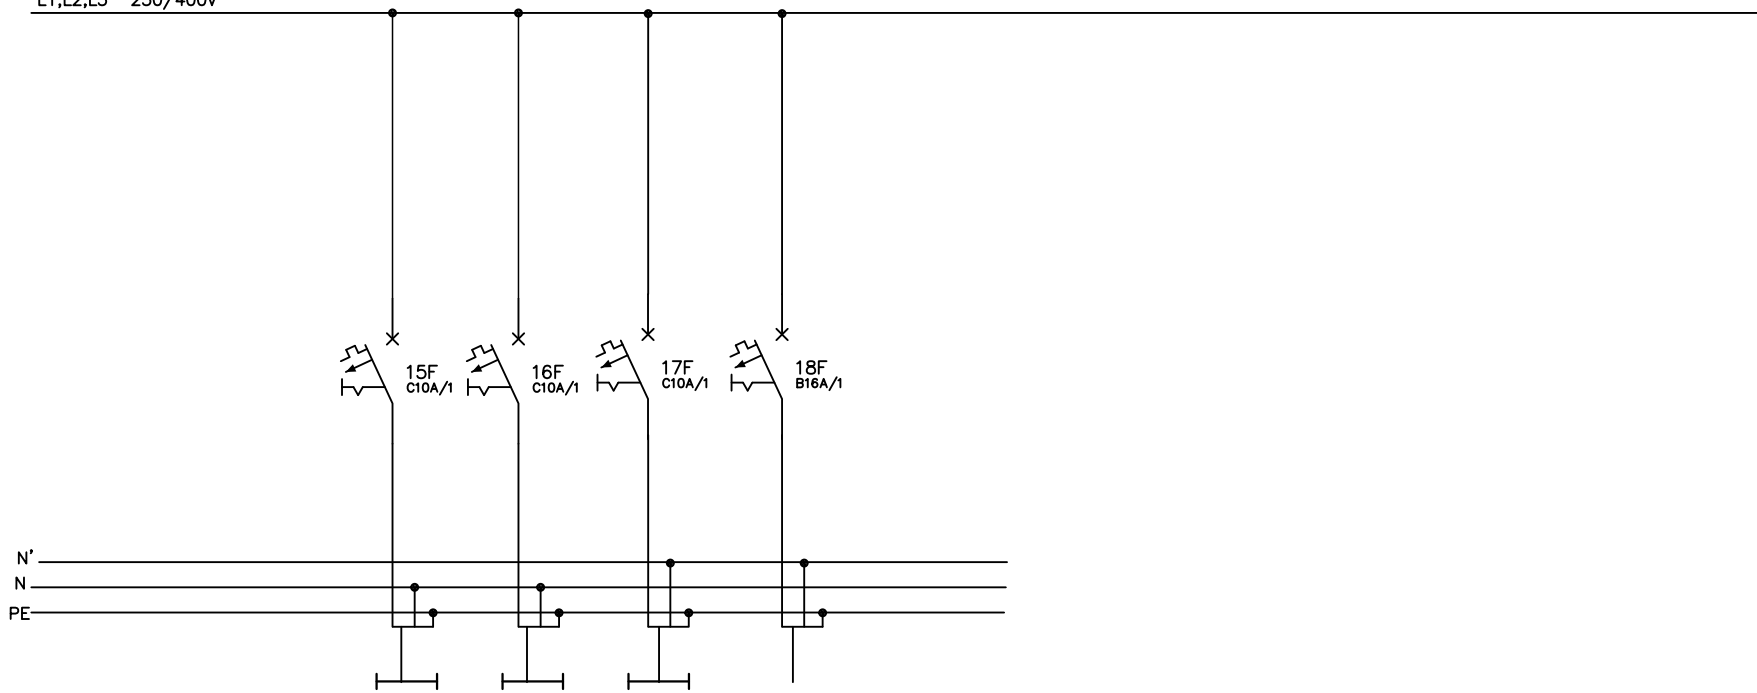 L1,L2,L3 230/400V
15F
C10A/1
16F
C10A/1
17F
C10A/1
18F
B16A/1
N'
N
PE